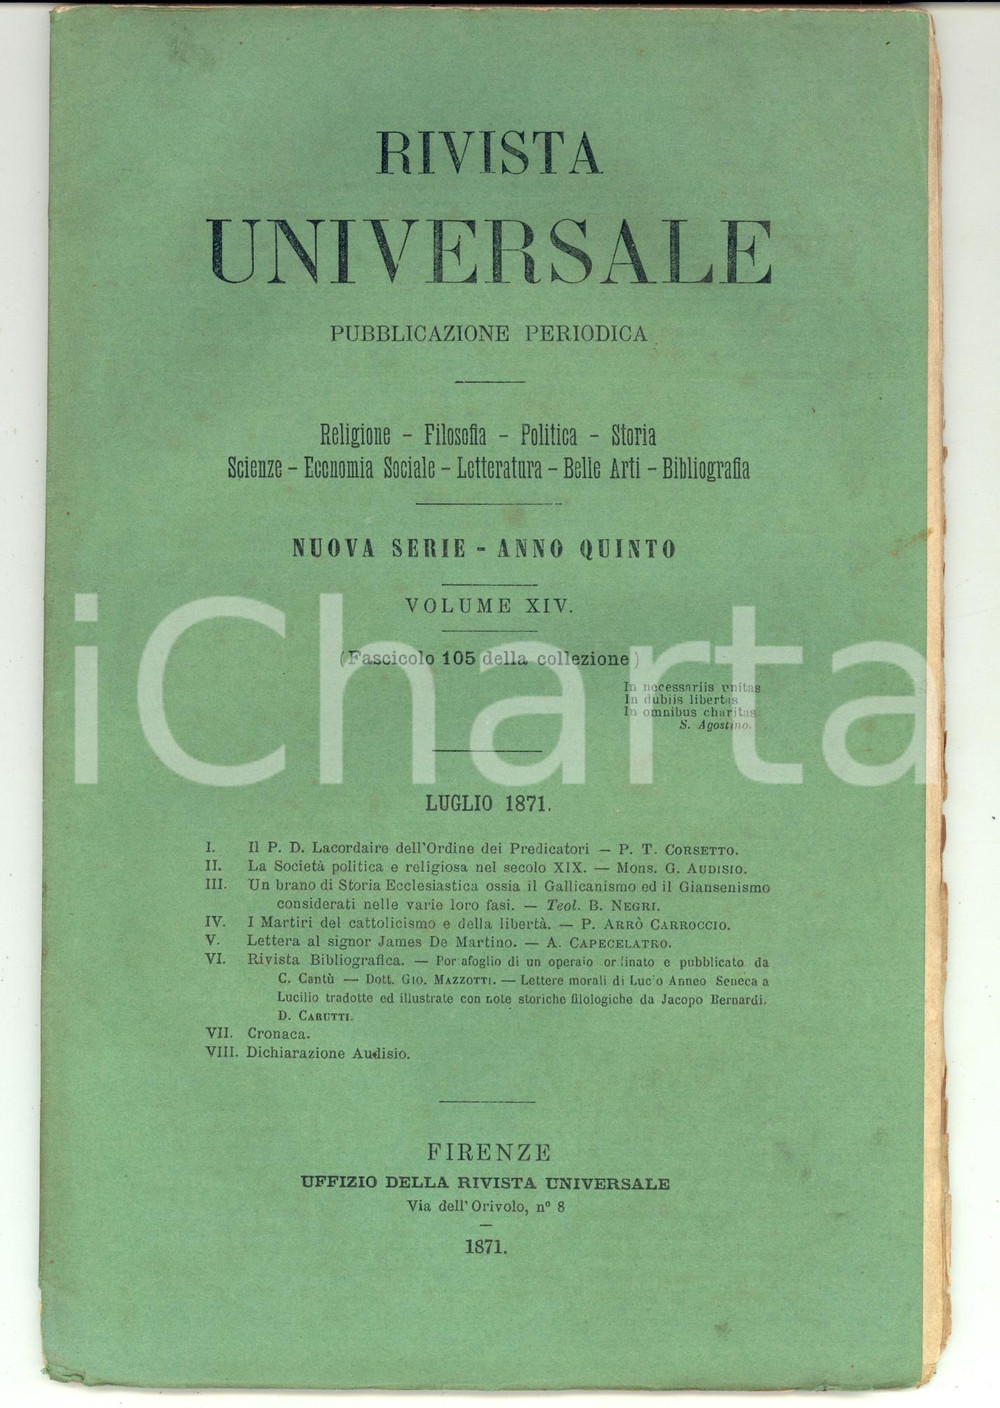 RIVISTA
UNIVERSALE
PUBBLICAZIONE PERIODICA
Religione - Filosofia - Politica - Storia
Scienze - Economia Sociale - Letteratura - Belle Arti - Bibliografia
NUOVA SERIE - ANNO QUINTO
VOLUME XIV.
(Fascicolo 105 della collezione)
iCharta
In necessariis unitas
In dubiis libertas
In omnibus charitas
S. Agostino.
LUGLIO 1871.
I. Il P. D. Lacordaire dell'Ordine dei Predicatori — P. T. CORSETTO.
II. La Società politica e religiosa nel secolo XIX. — Mons. G. AUDISIO.
III. Un brano di Storia Ecclesiastica ossia il Gallicanismo ed il Giansenismo
considerati nelle varie loro fasi. — Teol. B. NEGRI.
IV. I Martiri del cattolicismo e della libertà. — P. ARRÒ CARROCCIO.
V. Lettera al signor James De Martino. — A. CAPECELATRO.
VI. Rivista Bibliografica. — Portafoglio di un operaio ordinato e pubblicato da
C. Cantù — Dott. GIO. MAZZOTTI. — Lettere morali di Lucio Anneo Seneca a
Lucilio tradotte ed illustrate con note storiche filologiche da Jacopo Bernardi.
D. CARUTTI.
VII. Cronaca.
VIII. Dichiarazione Audisio.
FIRENZE
UFFIZIO DELLA RIVISTA UNIVERSALE
Via dell'Orivolo, n° 8
1871.